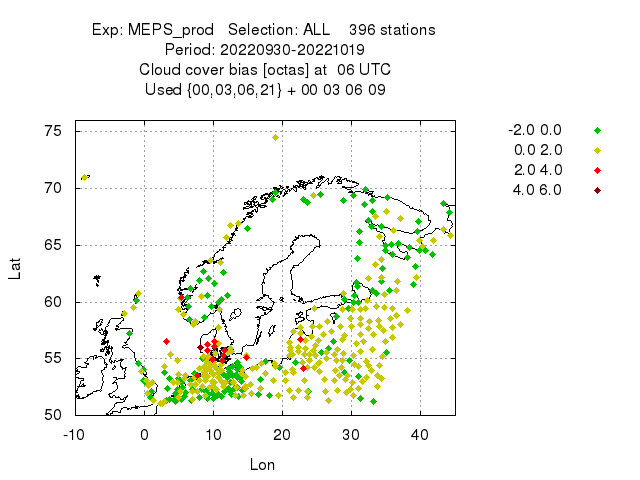 Exp: MEPS_prod   Selection: ALL    396 stations
Period: 20220930-20221019
Cloud cover bias [octas] at  06 UTC
Used {00,03,06,21} + 00 03 06 09
-2.0 0.0
0.0 2.0
2.0 4.0
4.0 6.0
75
70
65
60
55
50
Lat
-10 0 10 20 30 40
Lon